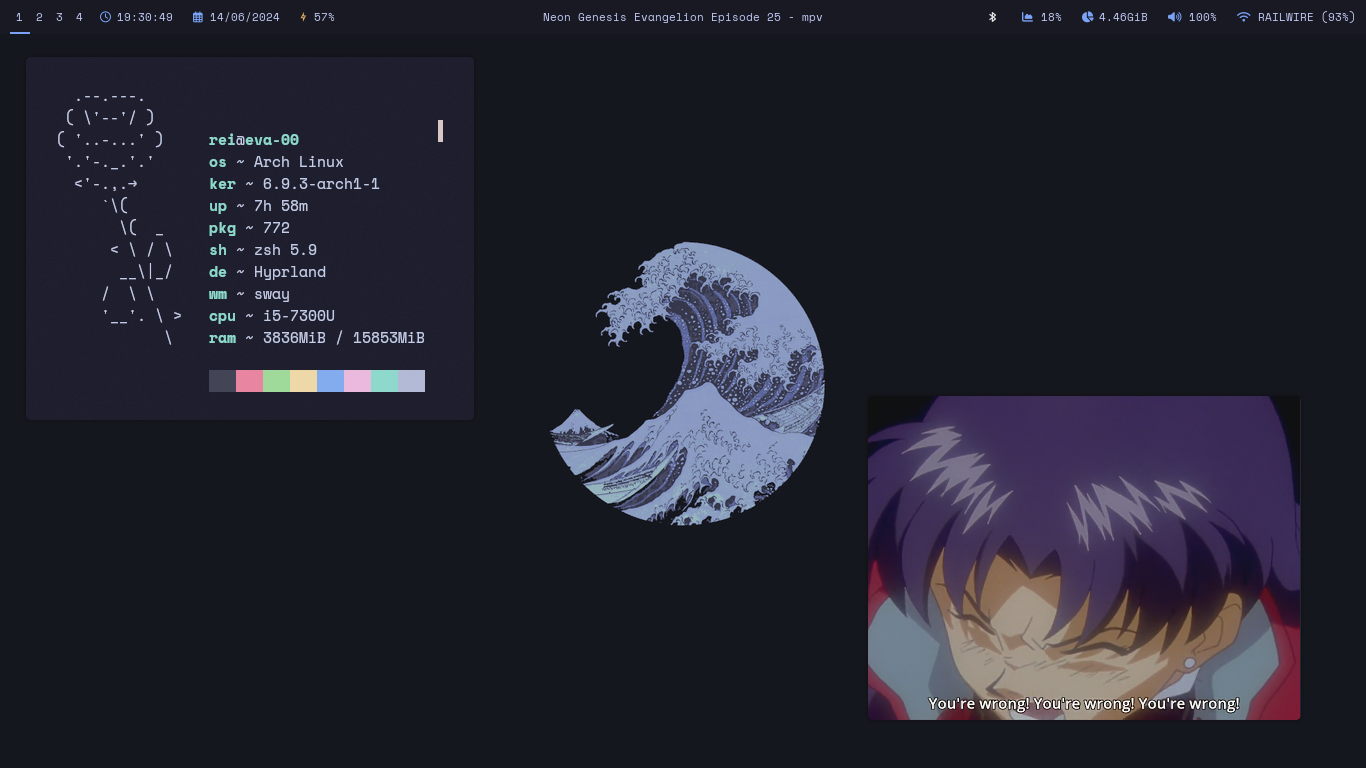 1 2 3 4 19:30:49 14/06/2024 57% Neon Genesis Evangelion Episode 25 - mpv 18% 4.46GiB 100% RAILWIRE (93%)
rei@eva-00
os ~ Arch Linux
ker ~ 6.9.3-arch1-1
up ~ 7h 58m
pkg ~ 772
sh ~ zsh 5.9
de ~ Hyprland
wm ~ sway
cpu ~ i5-7300U
ram ~ 3836MiB / 15853MiB
You're wrong! You're wrong! You're wrong!